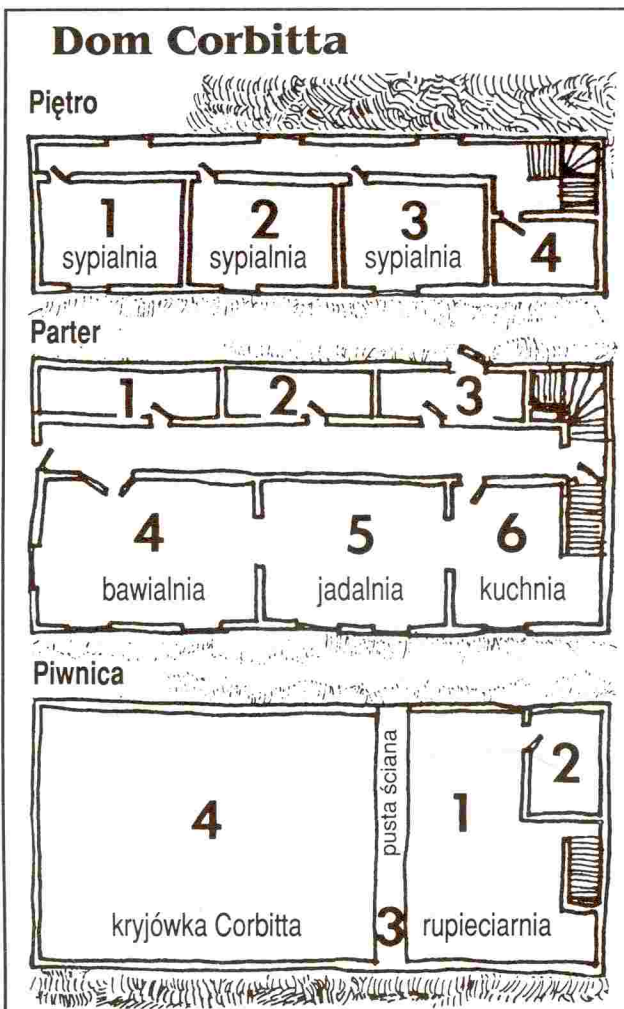 Dom Corbitta
Piętro
1
sypialnia
2
sypialnia
3
sypialnia
4
Parter
1
2
3
4
bawialnia
5
jadalnia
6
kuchnia
Piwnica
4
kryjówka Corbitta
pusta ściana
3
1
rupieciarnia
2